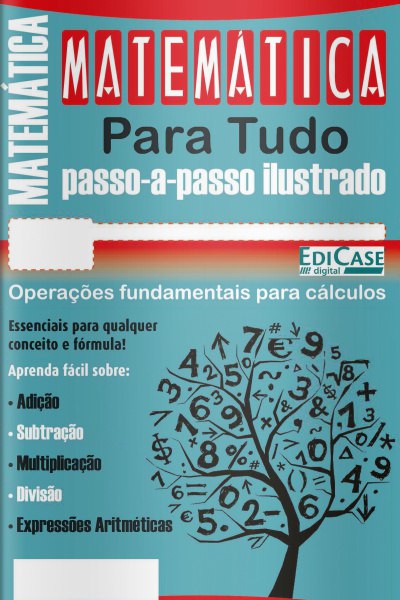 MATEMÁTICA
MATEMÁTICA
Para Tudo
passo-a-passo ilustrado
EDICASE
digital
Operações fundamentais para cálculos
Essenciais para qualquer
conceito e fórmula!
Aprenda fácil sobre:
• Adição
• Subtração
• Multiplicação
• Divisão
• Expressões Aritméticas